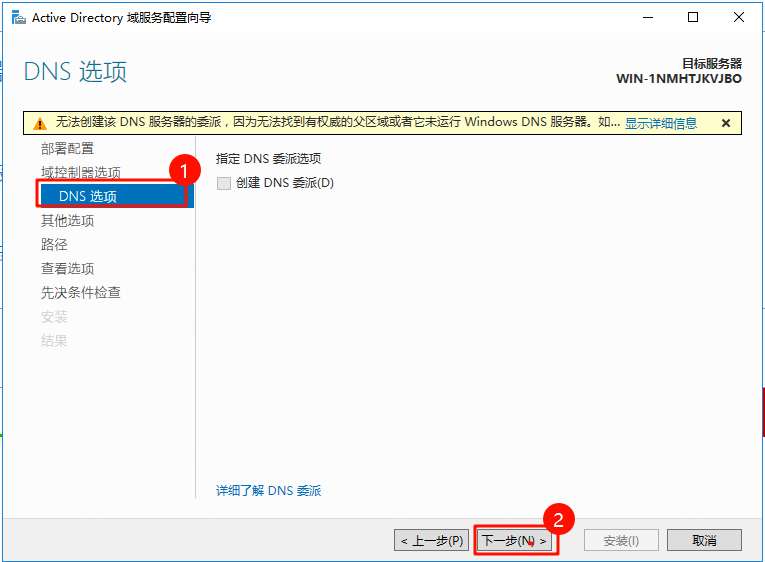 Active Directory 域服务配置向导
DNS 选项
目标服务器
WIN-1NMHTJKVJBO
无法创建该 DNS 服务器的委派，因为无法找到有权威的父区域或者它未运行 Windows DNS 服务器。如... 显示详细信息
部署配置
域控制器选项
1
DNS 选项
其他选项
路径
查看选项
先决条件检查
安装
结果
指定 DNS 委派选项
创建 DNS 委派(D)
详细了解 DNS 委派
2
< 上一步(P) 下一步(N) > 安装(I) 取消